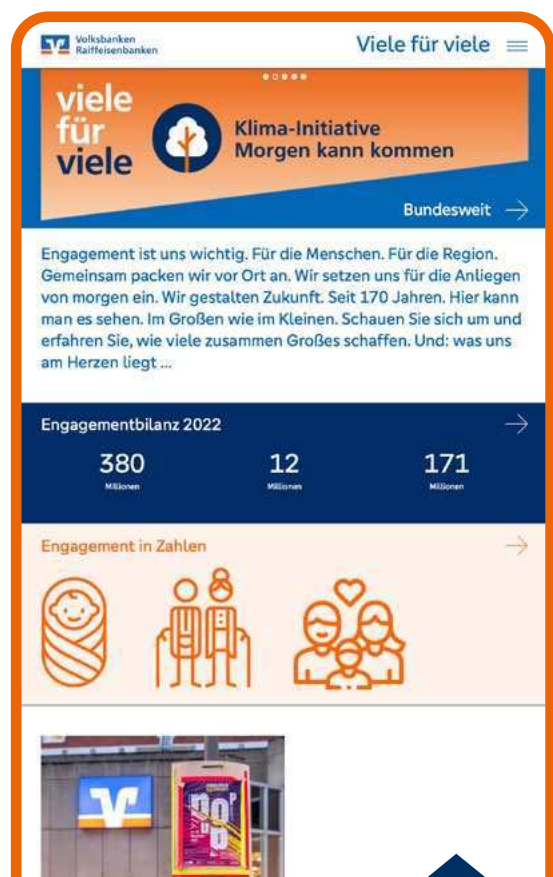 Volksbanken
Raiffeisenbanken
Viele für viele
viele
für
viele
Klima-Initiative
Morgen kann kommen
Bundesweit
Engagement ist uns wichtig. Für die Menschen. Für die Region.
Gemeinsam packen wir vor Ort an. Wir setzen uns für die Anliegen
von morgen ein. Wir gestalten Zukunft. Seit 170 Jahren. Hier kann
man es sehen. Im Großen wie im Kleinen. Schauen Sie sich um und
erfahren Sie, wie viele zusammen Großes schaffen. Und: was uns
am Herzen liegt ...
Engagementbilanz 2022
380 12 171
Millionen Millionen Millionen
Engagement in Zahlen